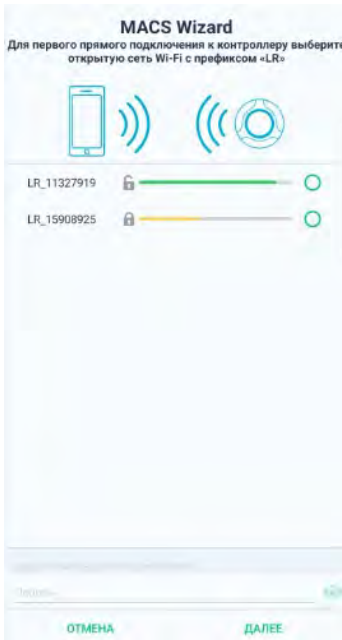 MACS Wizard
Для первого прямого подключения к контроллеру выберите
открытую сеть Wi-Fi с префиксом «LR»
LR_11327919
LR_15908925
ОТМЕНА
ДАЛЕЕ